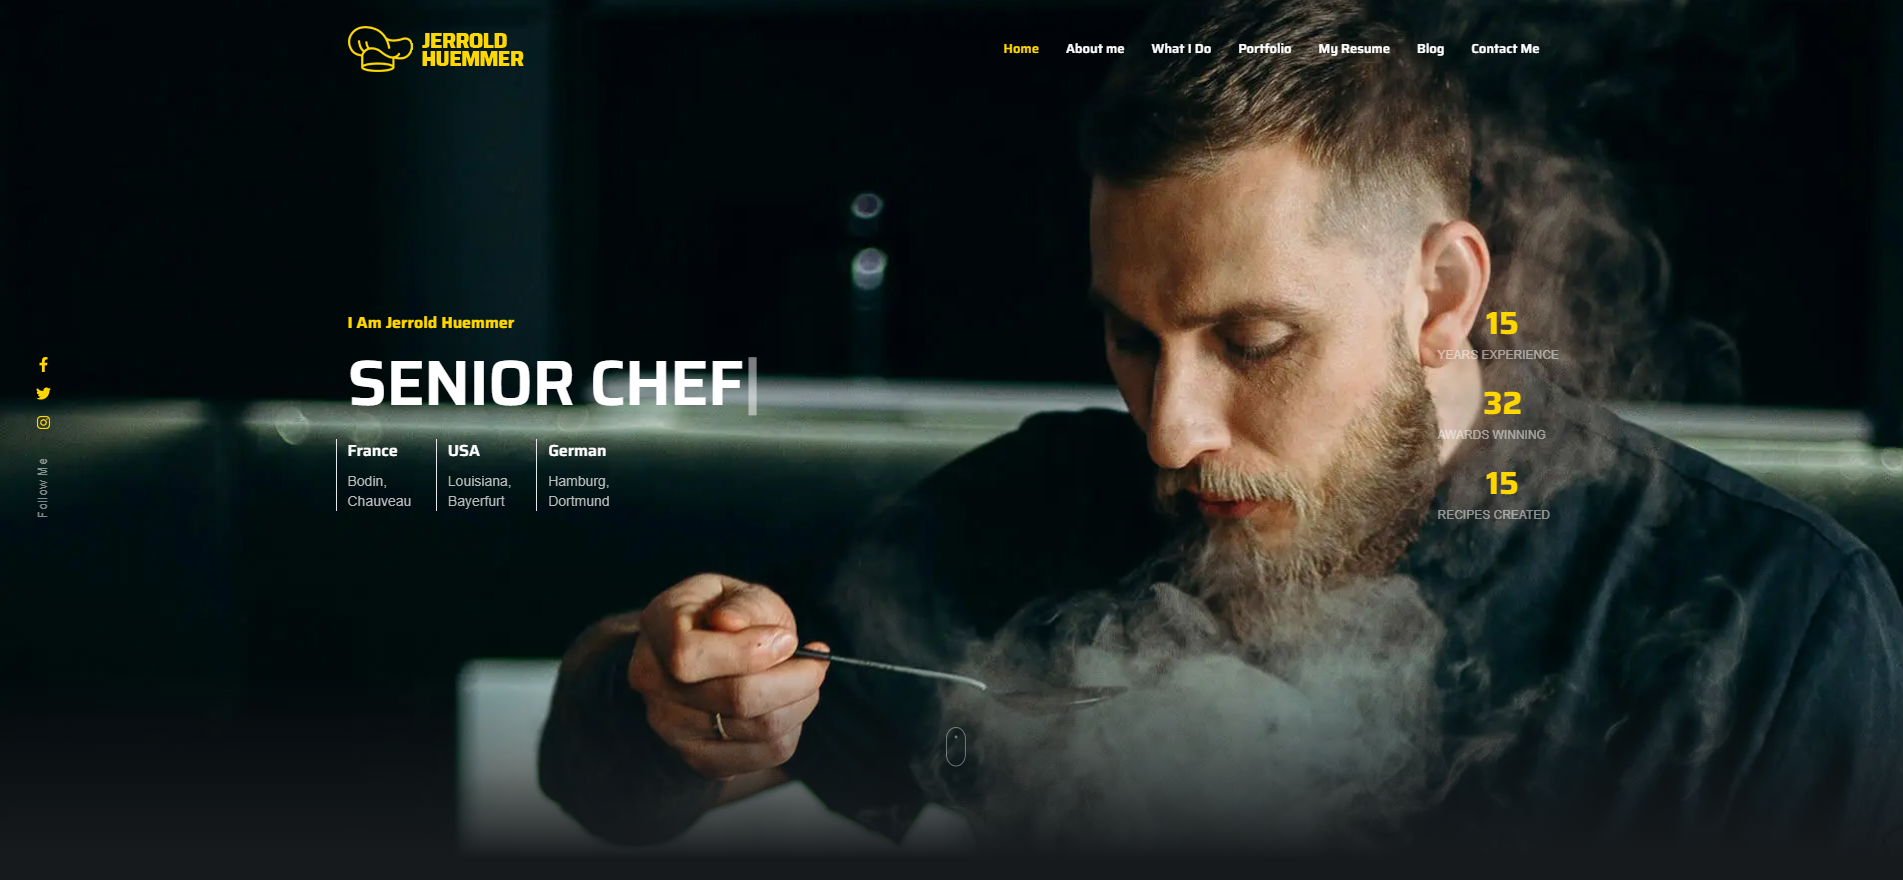 JERROLD
HUEMMER
Home About me What I Do Portfolio My Resume Blog Contact Me
I Am Jerrold Huemmer
SENIOR CHEF
France
Bodin,
Chauveau
USA
Louisiana,
Bayerfurt
German
Hamburg,
Dortmund
15
YEARS EXPERIENCE
32
AWARDS WINNING
15
RECIPES CREATED
Follow Me